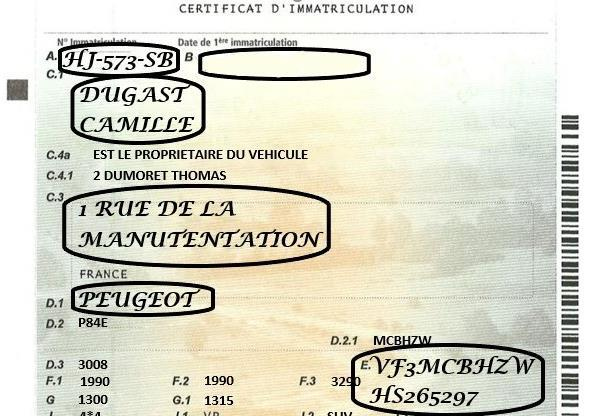 CERTIFICAT D'IMMATRICULATION
N° Immatriculation Date de 1ère immatriculation
A. HJ-573-SB B
C.1
DUGAST
CAMILLE
C.4a EST LE PROPRIETAIRE DU VEHICULE
C.4.1 2 DUMORET THOMAS
C.3 1 RUE DE LA
MANUTENTATION
FRANCE
D.1 PEUGEOT
D.2 P84E
D.2.1 MCBHZW
D.3 3008 E. VF3MCBHZW
F.1 1990 F.2 1990 F.3 3290
HS265297
G 1300 G.1 1315
4*4 J.1 VP J.2 SUV